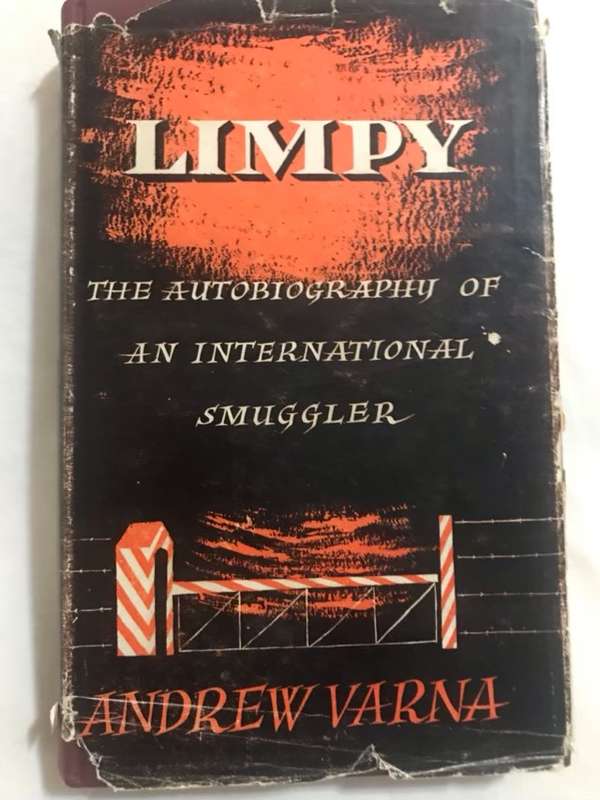 LIMPY
THE AUTOBIOGRAPHY OF
AN INTERNATIONAL
SMUGGLER
ANDREW VARNA